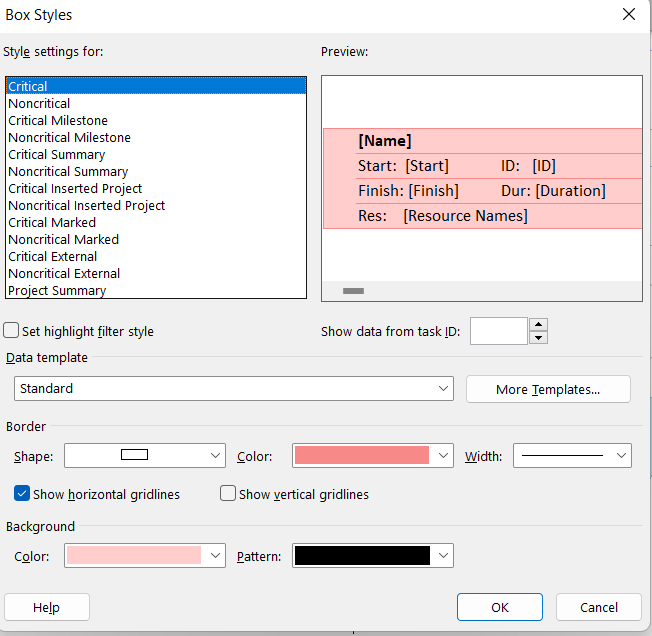 Box Styles
Style settings for:
Preview:
Critical
Noncritical
Critical Milestone
Noncritical Milestone
Critical Summary
Noncritical Summary
Critical Inserted Project
Noncritical Inserted Project
Critical Marked
Noncritical Marked
Critical External
Noncritical External
Project Summary
[Name]
Start: [Start] ID: [ID]
Finish: [Finish] Dur: [Duration]
Res: [Resource Names]
Set highlight filter style
Show data from task ID:
Data template
Standard
More Templates...
Border
Shape: Color: Width:
Show horizontal gridlines Show vertical gridlines
Background
Color: Pattern:
Help OK Cancel